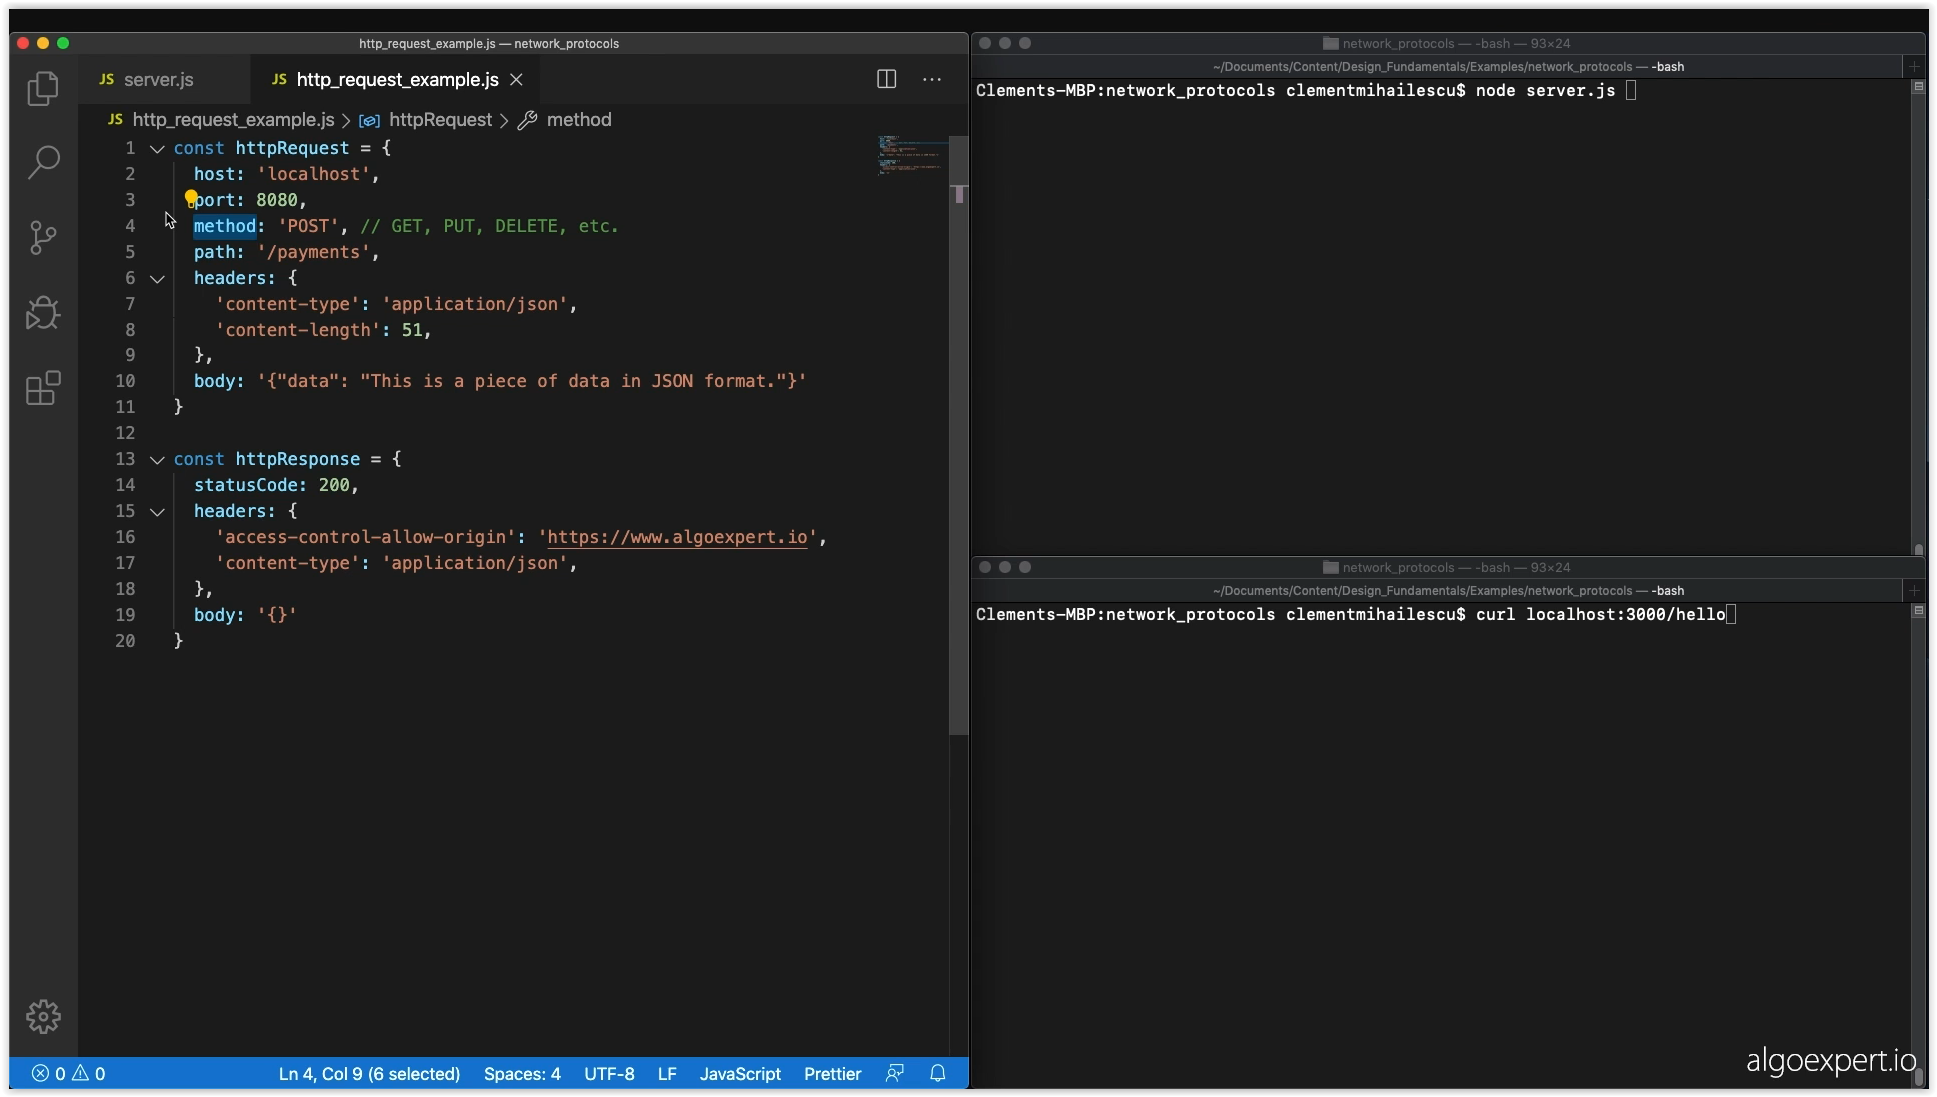 http_request_example.js — network_protocols
JS server.js
JS http_request_example.js
JS http_request_example.js > httpRequest > method
1 const httpRequest = {
2 host: 'localhost',
3 port: 8080,
4 method: 'POST', // GET, PUT, DELETE, etc.
5 path: '/payments',
6 headers: {
7 'content-type': 'application/json',
8 'content-length': 51,
9 },
10 body: '{"data": "This is a piece of data in JSON format."}'
11 }
12
13 const httpResponse = {
14 statusCode: 200,
15 headers: {
16 'access-control-allow-origin': 'https://www.algoexpert.io',
17 'content-type': 'application/json',
18 },
19 body: '{}'
20 }
0 0 Ln 4, Col 9 (6 selected) Spaces: 4 UTF-8 LF JavaScript Prettier
network_protocols — -bash — 93×24
~/Documents/Content/Design_Fundamentals/Examples/network_protocols — -bash
Clements-MBP:network_protocols clementmihailescu$ node server.js
network_protocols — -bash — 93×24
~/Documents/Content/Design_Fundamentals/Examples/network_protocols — -bash
Clements-MBP:network_protocols clementmihailescu$ curl localhost:3000/hello
algoexpert.io